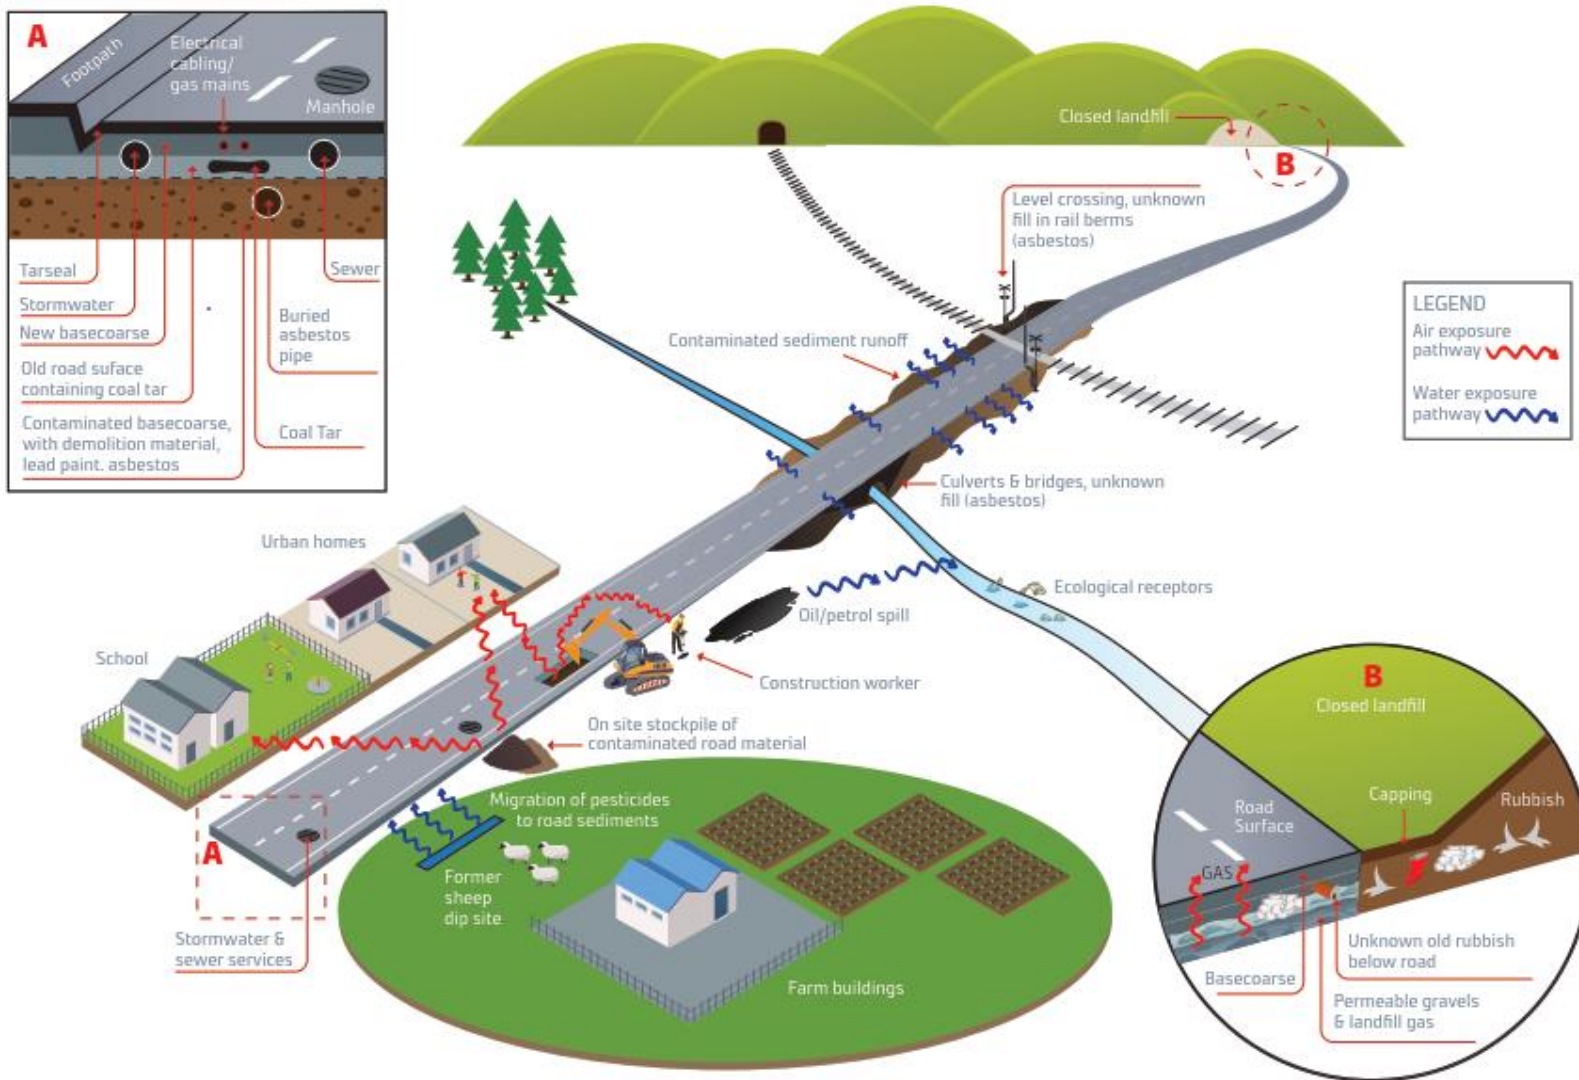 A
Footpath
Electrical
cabling/
gas mains
Manhole
Tarseal
Sewer
Stormwater
New basecoarse
Buried
asbestos
pipe
Old road suface
containing coal tar
Contaminated basecoarse,
with demolition material,
lead paint. asbestos
Coal Tar
Closed landfill
B
Level crossing, unknown
fill in rail berms
(asbestos)
LEGEND
Air exposure
pathway
Water exposure
pathway
Contaminated sediment runoff
Culverts & bridges, unknown
fill (asbestos)
Urban homes
Ecological receptors
Oil/petrol spill
School
Construction worker
On site stockpile of
contaminated road material
Migration of pesticides
to road sediments
A
Former
sheep
dip site
Stormwater &
sewer services
Farm buildings
B
Closed landfill
Capping
Rubbish
Road
Surface
GAS
Unknown old rubbish
below road
Basecoarse
Permeable gravels
& landfill gas